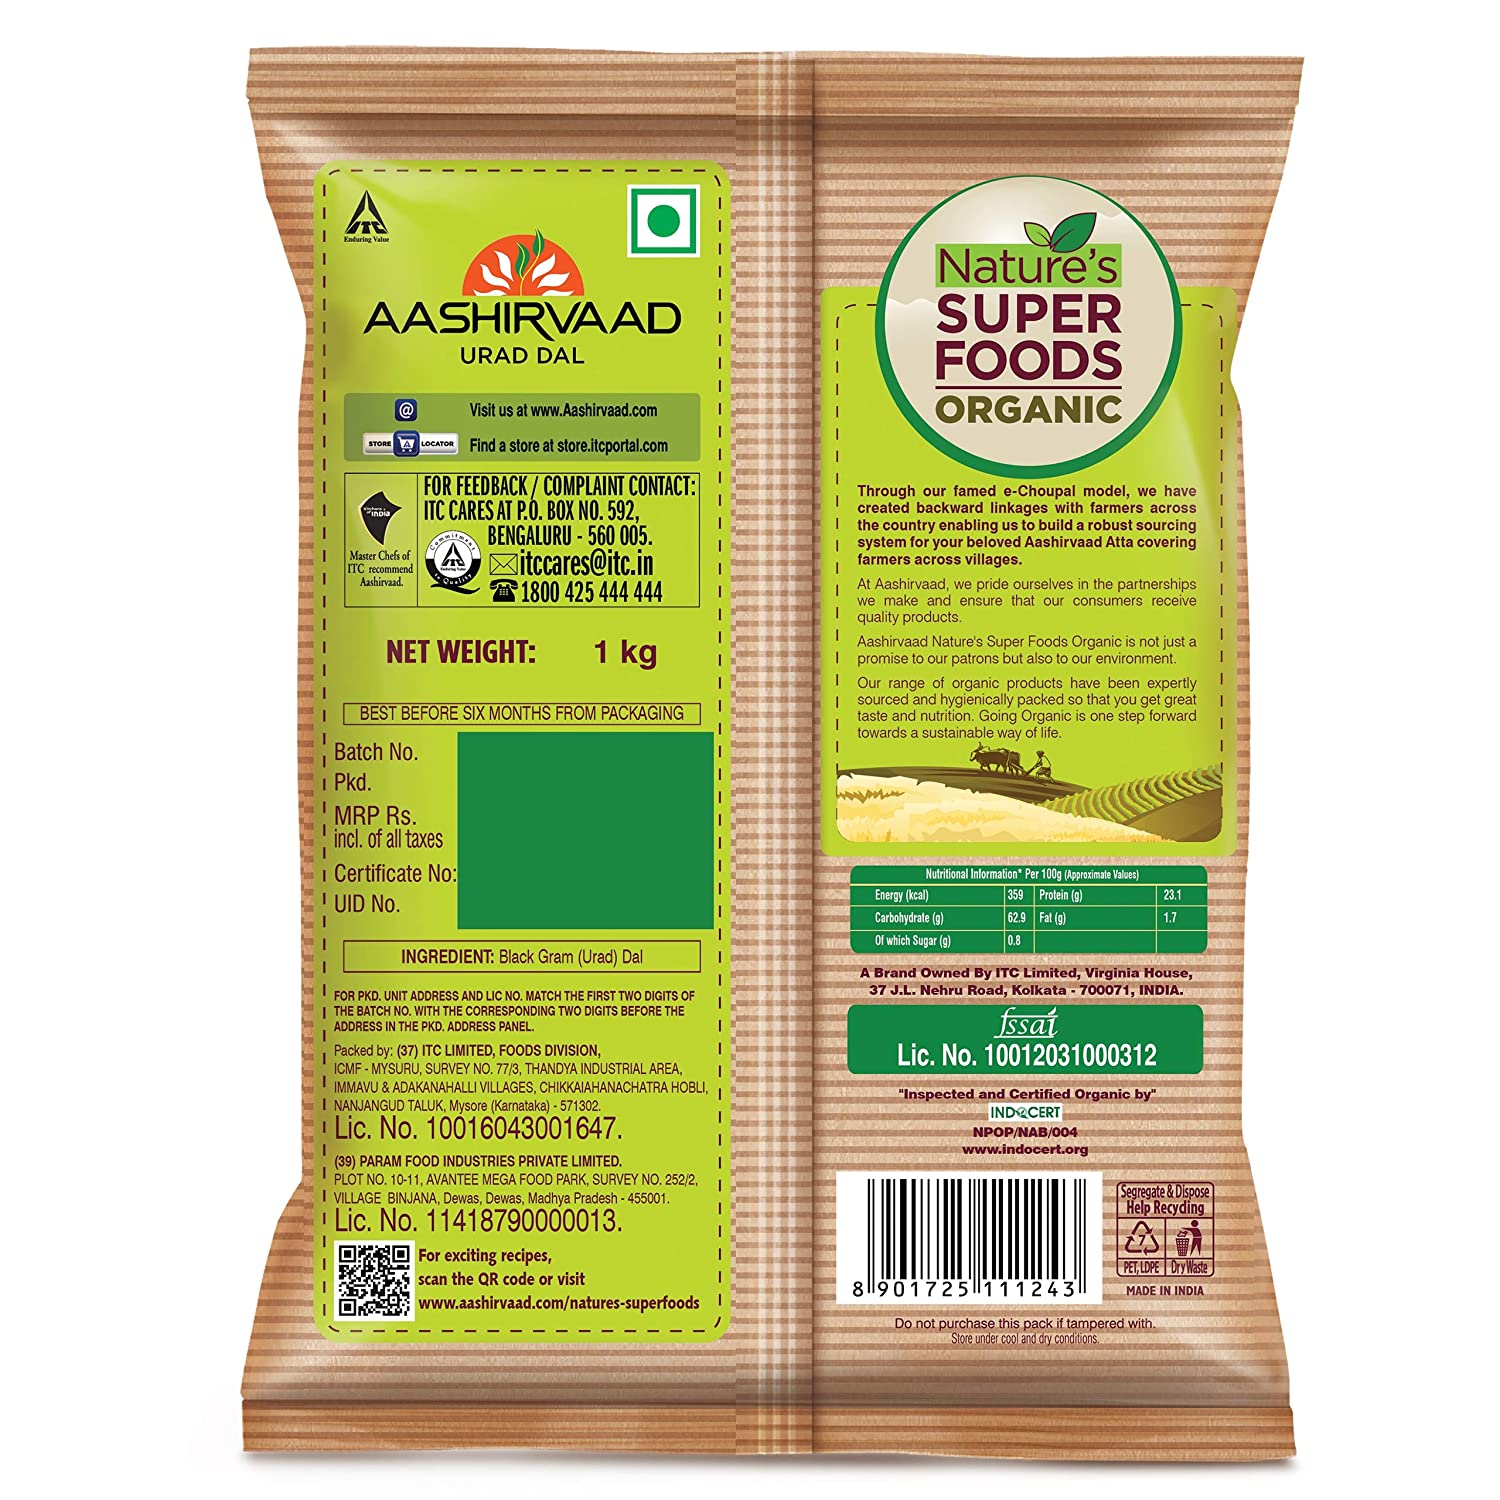 ITC
Enduring Value
AASHIRVAAD
URAD DAL
@ Visit us at www.Aashirvaad.com
STORE LOCATOR Find a store at store.itcportal.com
Kitchens of INDIA
Master Chefs of
ITC recommend
Aashirvaad.
FOR FEEDBACK / COMPLAINT CONTACT:
ITC CARES AT P.O. BOX NO. 592,
BENGALURU - 560 005.
Commitment
ITC
Enduring Value
to Quality
itccares@itc.in
1800 425 444 444
NET WEIGHT: 1 kg
BEST BEFORE SIX MONTHS FROM PACKAGING
Batch No.
Pkd.
MRP Rs.
incl. of all taxes
Certificate No:
UID No.
INGREDIENT: Black Gram (Urad) Dal
FOR PKD. UNIT ADDRESS AND LIC NO. MATCH THE FIRST TWO DIGITS OF
THE BATCH NO. WITH THE CORRESPONDING TWO DIGITS BEFORE THE
ADDRESS IN THE PKD. ADDRESS PANEL.
Packed by: (37) ITC LIMITED, FOODS DIVISION,
ICMF - MYSURU, SURVEY NO. 77/3, THANDYA INDUSTRIAL AREA,
IMMAVU & ADAKANAHALLI VILLAGES, CHIKKAIAHANACHATRA HOBLI,
NANJANGUD TALUK, Mysore (Karnataka) - 571302.
Lic. No. 10016043001647.
(39) PARAM FOOD INDUSTRIES PRIVATE LIMITED.
PLOT NO. 10-11, AVANTEE MEGA FOOD PARK, SURVEY NO. 252/2,
VILLAGE BINJANA, Dewas, Dewas, Madhya Pradesh - 455001.
Lic. No. 11418790000013.
For exciting recipes,
scan the QR code or visit
www.aashirvaad.com/natures-superfoods
Nature's
SUPER
FOODS
ORGANIC
Through our famed e-Choupal model, we have
created backward linkages with farmers across
the country enabling us to build a robust sourcing
system for your beloved Aashirvaad Atta covering
farmers across villages.
At Aashirvaad, we pride ourselves in the partnerships
we make and ensure that our consumers receive
quality products.
Aashirvaad Nature's Super Foods Organic is not just a
promise to our patrons but also to our environment.
Our range of organic products have been expertly
sourced and hygienically packed so that you get great
taste and nutrition. Going Organic is one step forward
towards a sustainable way of life.
Nutritional Information* Per 100g (Approximate Values)
Energy (kcal) 359 Protein (g) 23.1
Carbohydrate (g) 62.9 Fat (g) 1.7
Of which Sugar (g) 0.8
A Brand Owned By ITC Limited, Virginia House,
37 J.L. Nehru Road, Kolkata - 700071, INDIA.
fssai
Lic. No. 10012031000312
"Inspected and Certified Organic by"
INDOCERT
NPOP/NAB/004
www.indocert.org
8 901725 111243
Segregate & Dispose
Help Recycling
7
PET, LDPE Dry Waste
MADE IN INDIA
Do not purchase this pack if tampered with.
Store under cool and dry conditions.